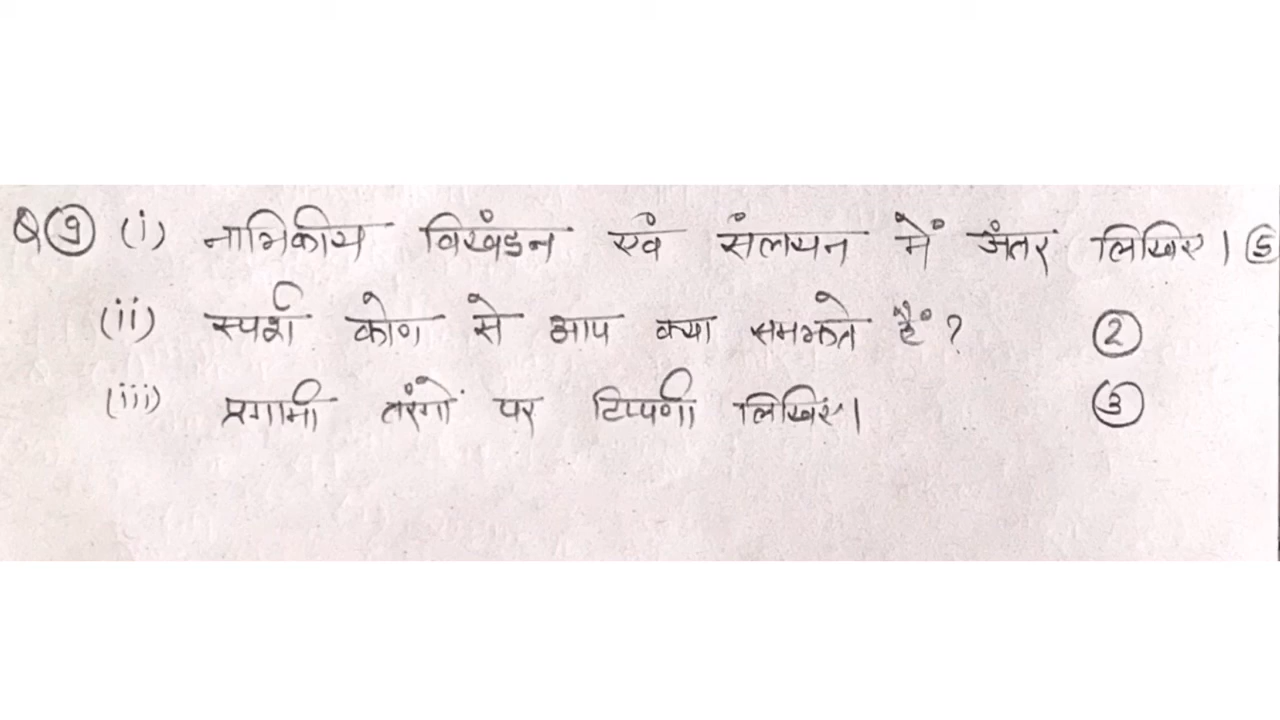 Q⑨ (i) नाभिकीय विखंडन एवं संलयन में अंतर लिखिए। ⑤
(ii) स्पर्श कोण से आप क्या समझते हैं ? ②
(iii) प्रगामी तरंगों पर टिप्पणी लिखिए। ③